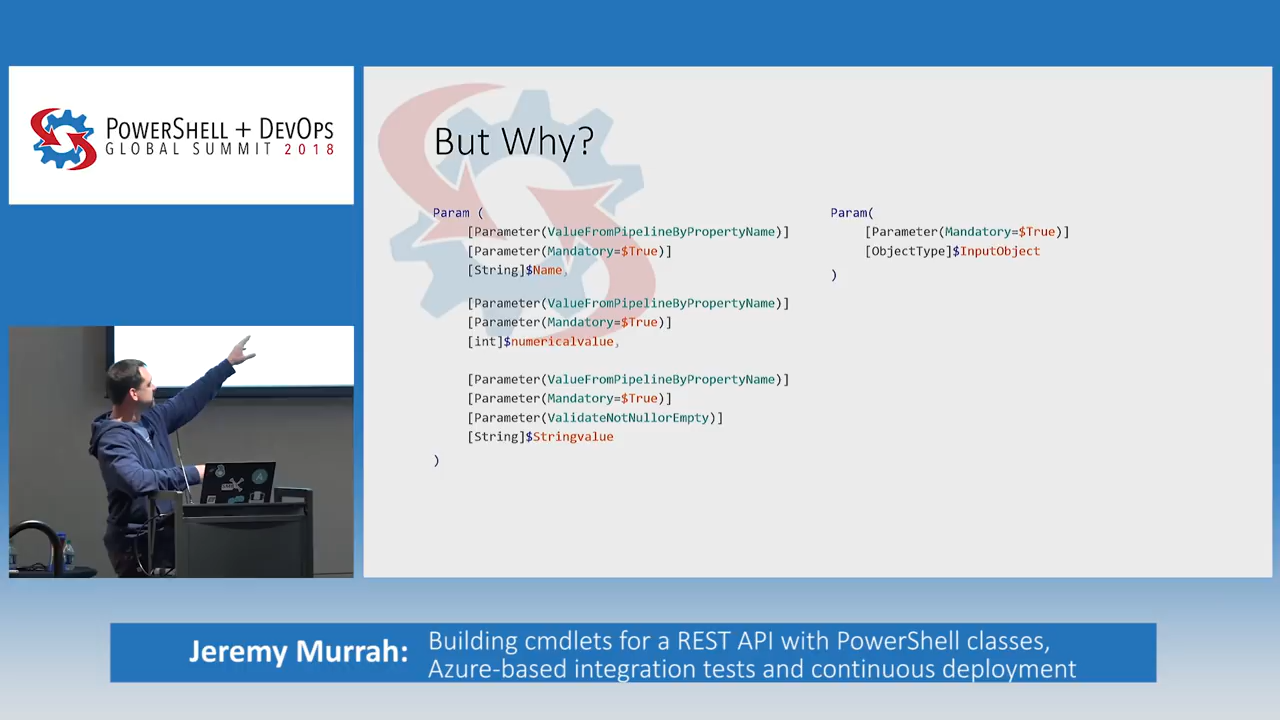 POWERSHELL + DEVOPS
GLOBAL SUMMIT 2018
But Why?
Param (
[Parameter(ValueFromPipelineByPropertyName)]
[Parameter(Mandatory=$True)]
[String]$Name,
[Parameter(ValueFromPipelineByPropertyName)]
[Parameter(Mandatory=$True)]
[int]$numericalvalue,
[Parameter(ValueFromPipelineByPropertyName)]
[Parameter(Mandatory=$True)]
[Parameter(ValidateNotNullorEmpty)]
[String]$Stringvalue
)
Param(
[Parameter(Mandatory=$True)]
[ObjectType]$InputObject
)
Jeremy Murrah:
Building cmdlets for a REST API with PowerShell classes,
Azure-based integration tests and continuous deployment